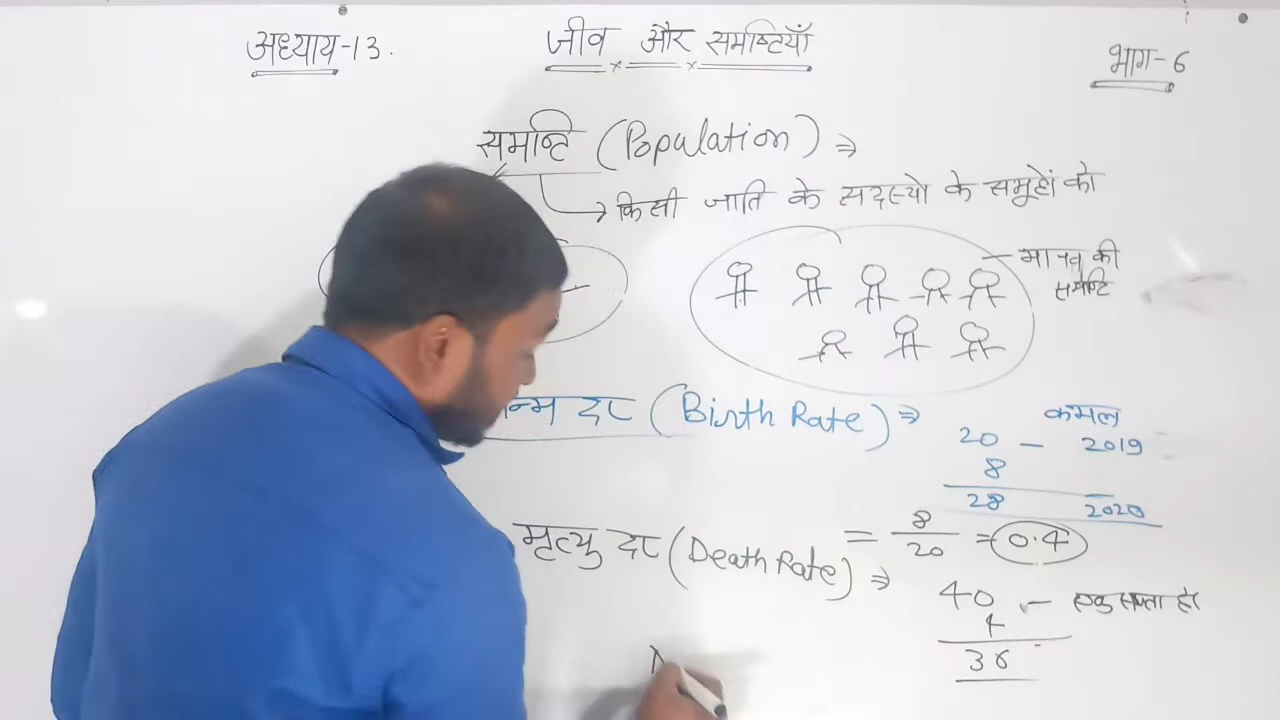 अध्याय-13.
जीव और समष्टियाँ
भाग-6
समष्टि (Population) ⇒
किसी जाति के सदस्यो के समूहों को
मानव की
समष्टि
न्म दर (Birth Rate) ⇒
कमल
20 — 2019
8
28 2020
मृत्यु दर (Death Rate) ⇒
= 8/20 = 0.4
40 — 
4
36